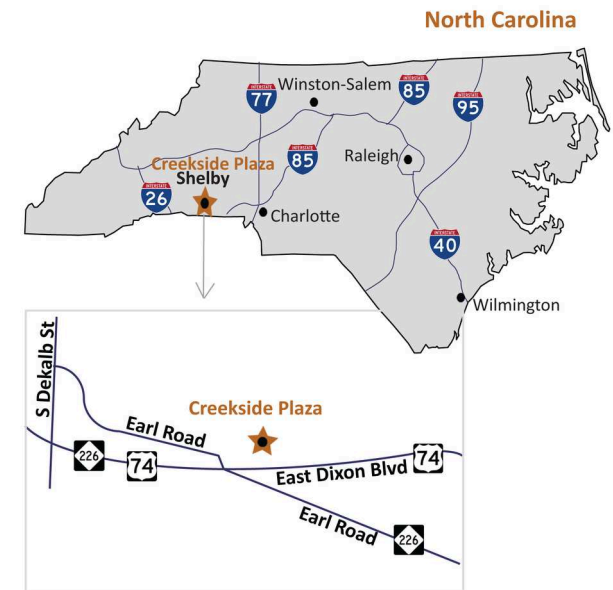 North Carolina
INTERSTATE
77
Winston-Salem
INTERSTATE
85
INTERSTATE
95
Creekside Plaza
Shelby
INTERSTATE
85
Raleigh
INTERSTATE
26
Charlotte
INTERSTATE
40
Wilmington
S Dekalb St
Creekside Plaza
Earl Road
226
74
East Dixon Blvd
74
Earl Road
226